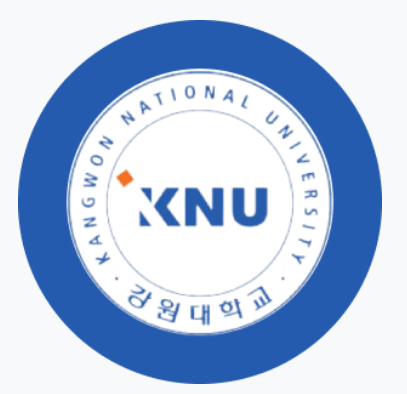 KANGWON NATIONAL UNIVERSITY
KNU
강원대학교